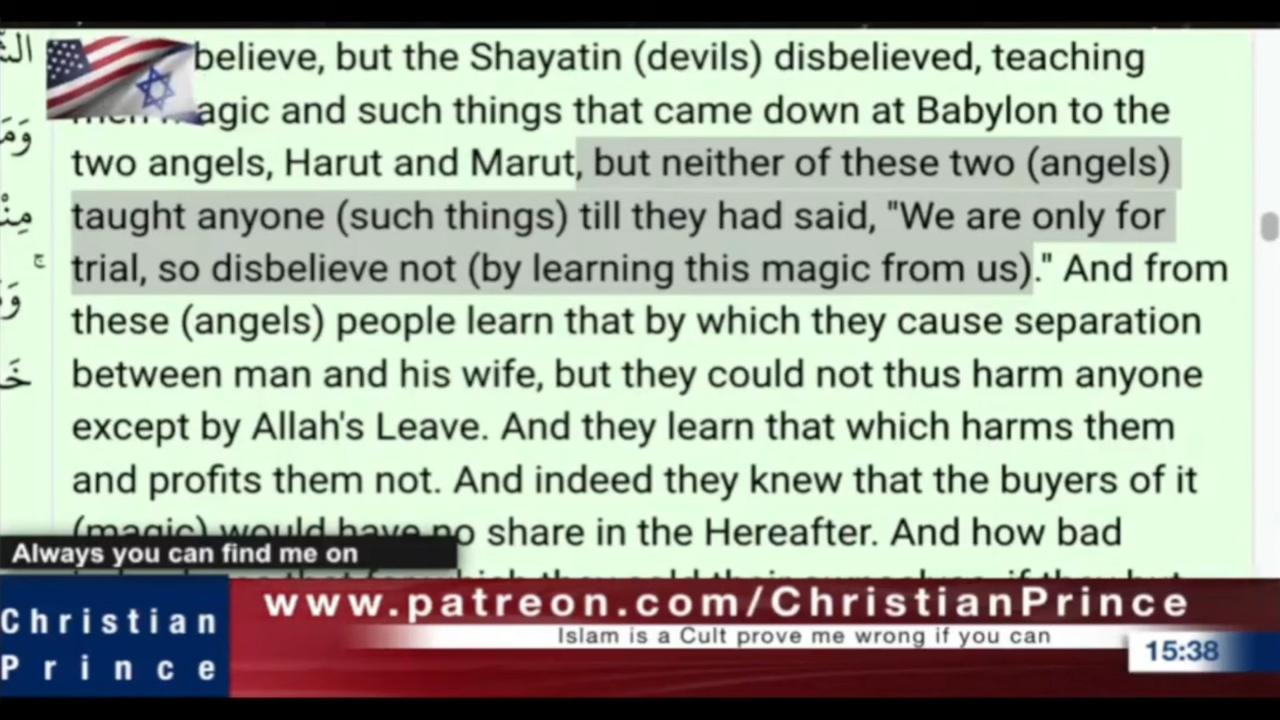 believe, but the Shayatin (devils) disbelieved, teaching
agic and such things that came down at Babylon to the
two angels, Harut and Marut, but neither of these two (angels)
taught anyone (such things) till they had said, "We are only for
trial, so disbelieve not (by learning this magic from us)." And from
these (angels) people learn that by which they cause separation
between man and his wife, but they could not thus harm anyone
except by Allah's Leave. And they learn that which harms them
and profits them not. And indeed they knew that the buyers of it
(magic) would have no share in the Hereafter. And how bad
Always you can find me on
www.patreon.com/ChristianPrince
Islam is a Cult prove me wrong if you can
Christian
Prince
15:38